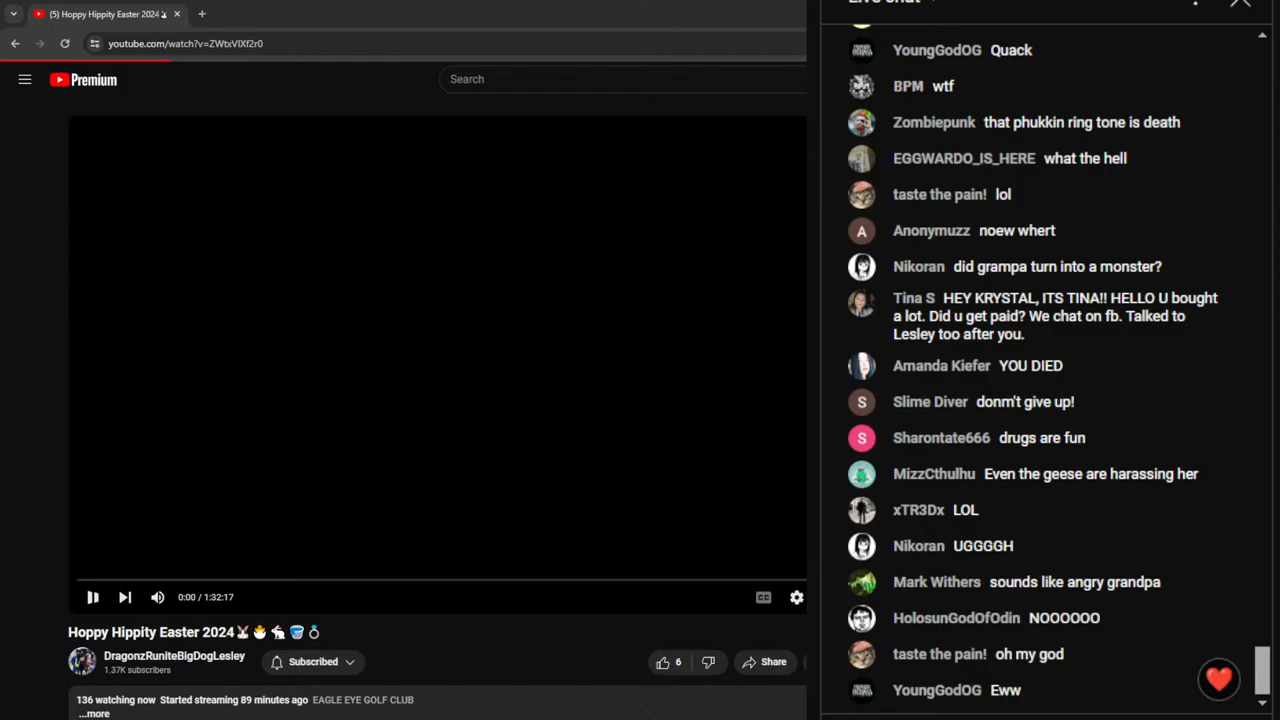 (5) Hoppy Hippity Easter 2024
youtube.com/watch?v=ZWtxVlXf2r0
Premium
Search
0:00 / 1:32:17
CC
Hoppy Hippity Easter 2024🐰🐣🐇🪣💍
DragonzRuniteBigDogLesley
1.37K subscribers
Subscribed
6
Share
136 watching now Started streaming 89 minutes ago EAGLE EYE GOLF CLUB
...more
YoungGodOG Quack
BPM wtf
Zombiepunk that phukkin ring tone is death
EGGWARDO_IS_HERE what the hell
taste the pain! lol
A
Anonymuzz noew whert
Nikoran did grampa turn into a monster?
Tina S HEY KRYSTAL, ITS TINA!! HELLO U bought
a lot. Did u get paid? We chat on fb. Talked to
Lesley too after you.
Amanda Kiefer YOU DIED
S
Slime Diver donm't give up!
S
Sharontate666 drugs are fun
MizzCthulhu Even the geese are harassing her
xTR3Dx LOL
Nikoran UGGGGH
Mark Withers sounds like angry grandpa
HolosunGodOfOdin NOOOOOO
taste the pain! oh my god
YoungGodOG Eww